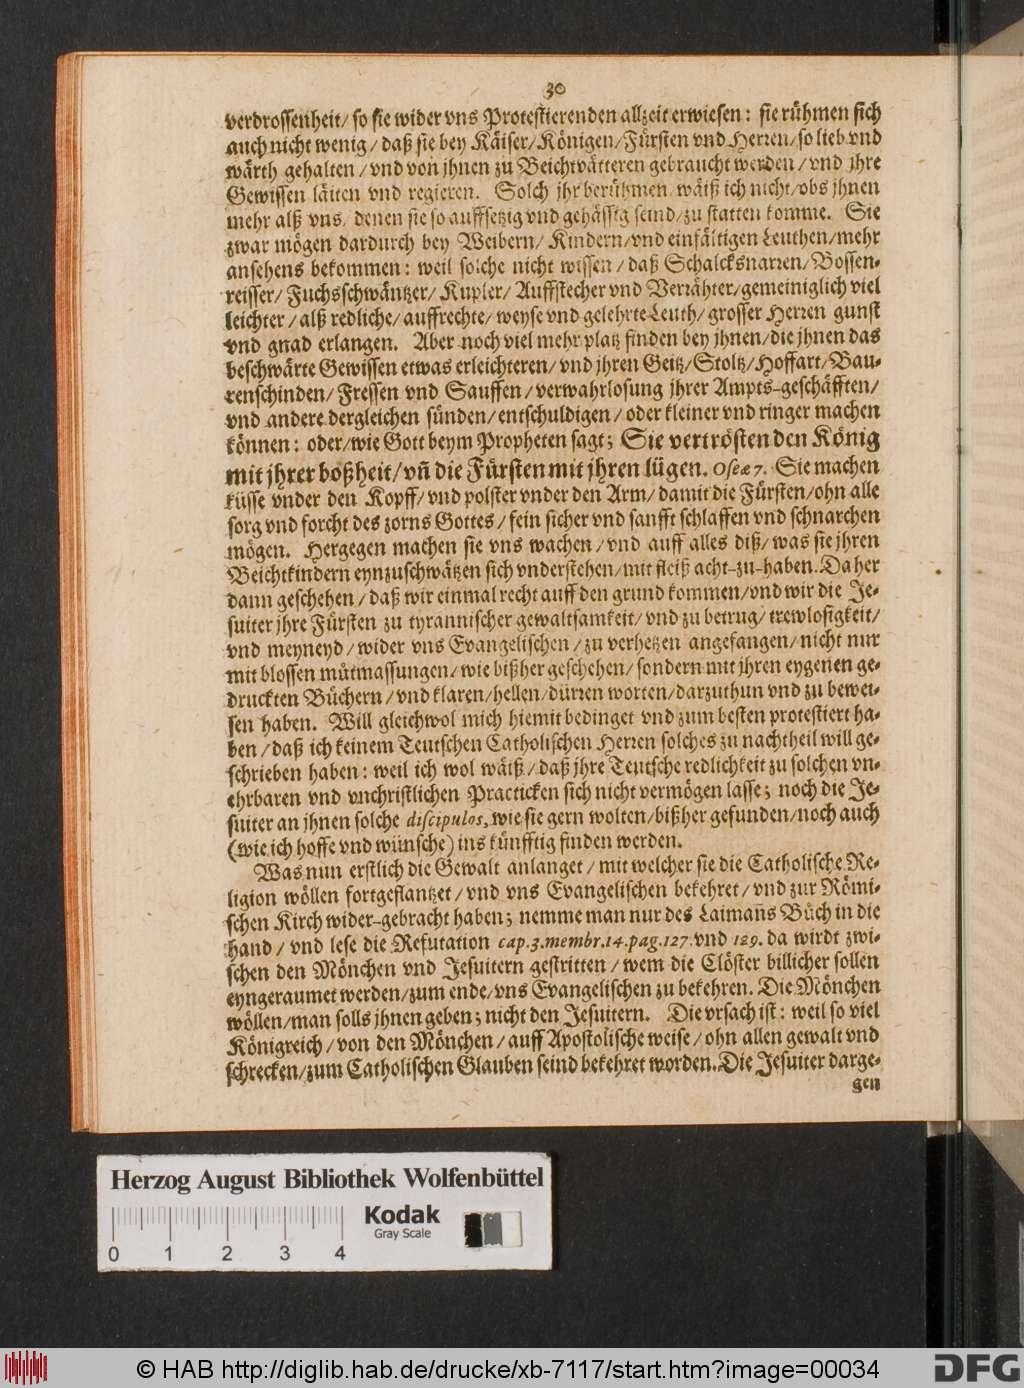 30
verdrossenheit/ so sie wider vns Protestierenden allzeit erwiesen: sie rühmen sich
auch nicht wenig/ daß sie bey Käiser/ Königen/ Fürsten vnd Herren/ so lieb vnd
wärth gehalten/ vnd von jhnen zu Beichtvätteren gebraucht werden/ vnd jhre
Gewissen läiten vnd regieren. Solch jhr berühmen wäiß ich nicht/ obs jhnen
mehr alß vns, denen sie so auffsetzig vnd gehässig seind/ zu statten komme. Sie
zwar mögen dardurch bey Weibern/ Kindern/ vnd einfältigen Leuthen/ mehr
ansehens bekommen: weil solche nicht wissen/ daß Schalcksnarren/ Bossen-
reisser/ Fuchsschwäntzer/ Kupler/ Auffstecher vnd Verrähter/ gemeiniglich viel
leichter/ alß redliche/ auffrechte/ weyse vnd gelehrte Leuth/ grosser Herren gunst
vnd gnad erlangen. Aber noch viel mehr platz finden bey jhnen/ die jhnen das
beschwärte Gewissen etwas erleichteren/ vnd jhren Geitz/ Stoltz/ Hoffart/ Bau-
renschinden/ Fressen vnd Sauffen/ verwahrlosung jhrer Ampts-geschäfften/
vnd andere dergleichen sünden/ entschuldigen/ oder kleiner vnd ringer machen
können: oder/ wie Gott beym Propheten sagt; Sie vertrösten den König
mit jhrer boßheit/ vñ die Fürsten mit jhren lügen. Oseæ 7. Sie machen
küsse vnder den Kopff/ vnd polster vnder den Arm/ damit die Fürsten/ ohn alle
sorg vnd forcht des zorns Gottes/ fein sicher vnd sanfft schlaffen vnd schnarchen
mögen. Hergegen machen sie vns wachen/ vnd auff alles diß/ was sie jhren
Beichtkindern eynzuschwätzen sich vnderstehen/ mit fleiß acht-zu-haben. Da her
dann geschehen/ daß wir einmal recht auff den grund kommen/ vnd wir die Je-
suiter jhre Fürsten zu tyrannischer gewaltsamkeit/ vnd zu betrug/ trewlosigkeit/
vnd meyneyd/ wider vns Evangelischen/ zu verhetzen angefangen/ nicht nur
mit blossen mütmassungen/ wie bißher geschehen/ sondern mit jhren eygenen ge-
druckten Büchern/ vnd klaren/ hellen/ dürren worten/ darzuthun vnd zu bewei-
sen haben. Will gleichwol mich hiemit bedinget vnd zum besten protestiert ha-
ben/ daß ich keinem Teutschen Catholischen Herren solches zu nachtheil will ge-
schrieben haben: weil ich wol wäiß/ daß jhre Teutsche redlichkeit zu solchen vn-
ehrbaren vnd vnchristlichen Practicken sich nicht vermögen lasse; noch die Je-
suiter an jhnen solche discipulos, wie sie gern wolten/ bißher gefunden/ noch auch
(wie ich hoffe vnd wünsche) ins künfftig finden werden.
Was nun erstlich die Gewalt anlanget/ mit welcher sie die Catholische Re-
ligion wöllen fortgeflantzet/ vnd vns Evangelischen bekehret/ vnd zur Römi-
schen Kirch wider-gebracht haben; nemme man nur des Laimañs Büch in die
hand/ vnd lese die Refutation cap. 3. membr. 14. pag. 127. vnd 129. da wirdt zwi-
schen den Mönchen vnd Jesuitern gestritten/ wem die Clöster billicher sollen
eyngeraumet werden/ zum ende/ vns Evangelischen zu bekehren. Die Mönchen
wöllen/ man solls jhnen geben; nicht den Jesuitern. Die vrsach ist: weil so viel
Königreich/ von den Mönchen/ auff Apostolische weise/ ohn allen gewalt vnd
schrecken/ zum Catholischen Glauben seind bekehret worden. Die Jesuiter darge-
gen
Herzog August Bibliothek Wolfenbüttel
Kodak
Gray Scale
0 1 2 3 4
© HAB http://diglib.hab.de/drucke/xb-7117/start.htm?image=00034
DFG